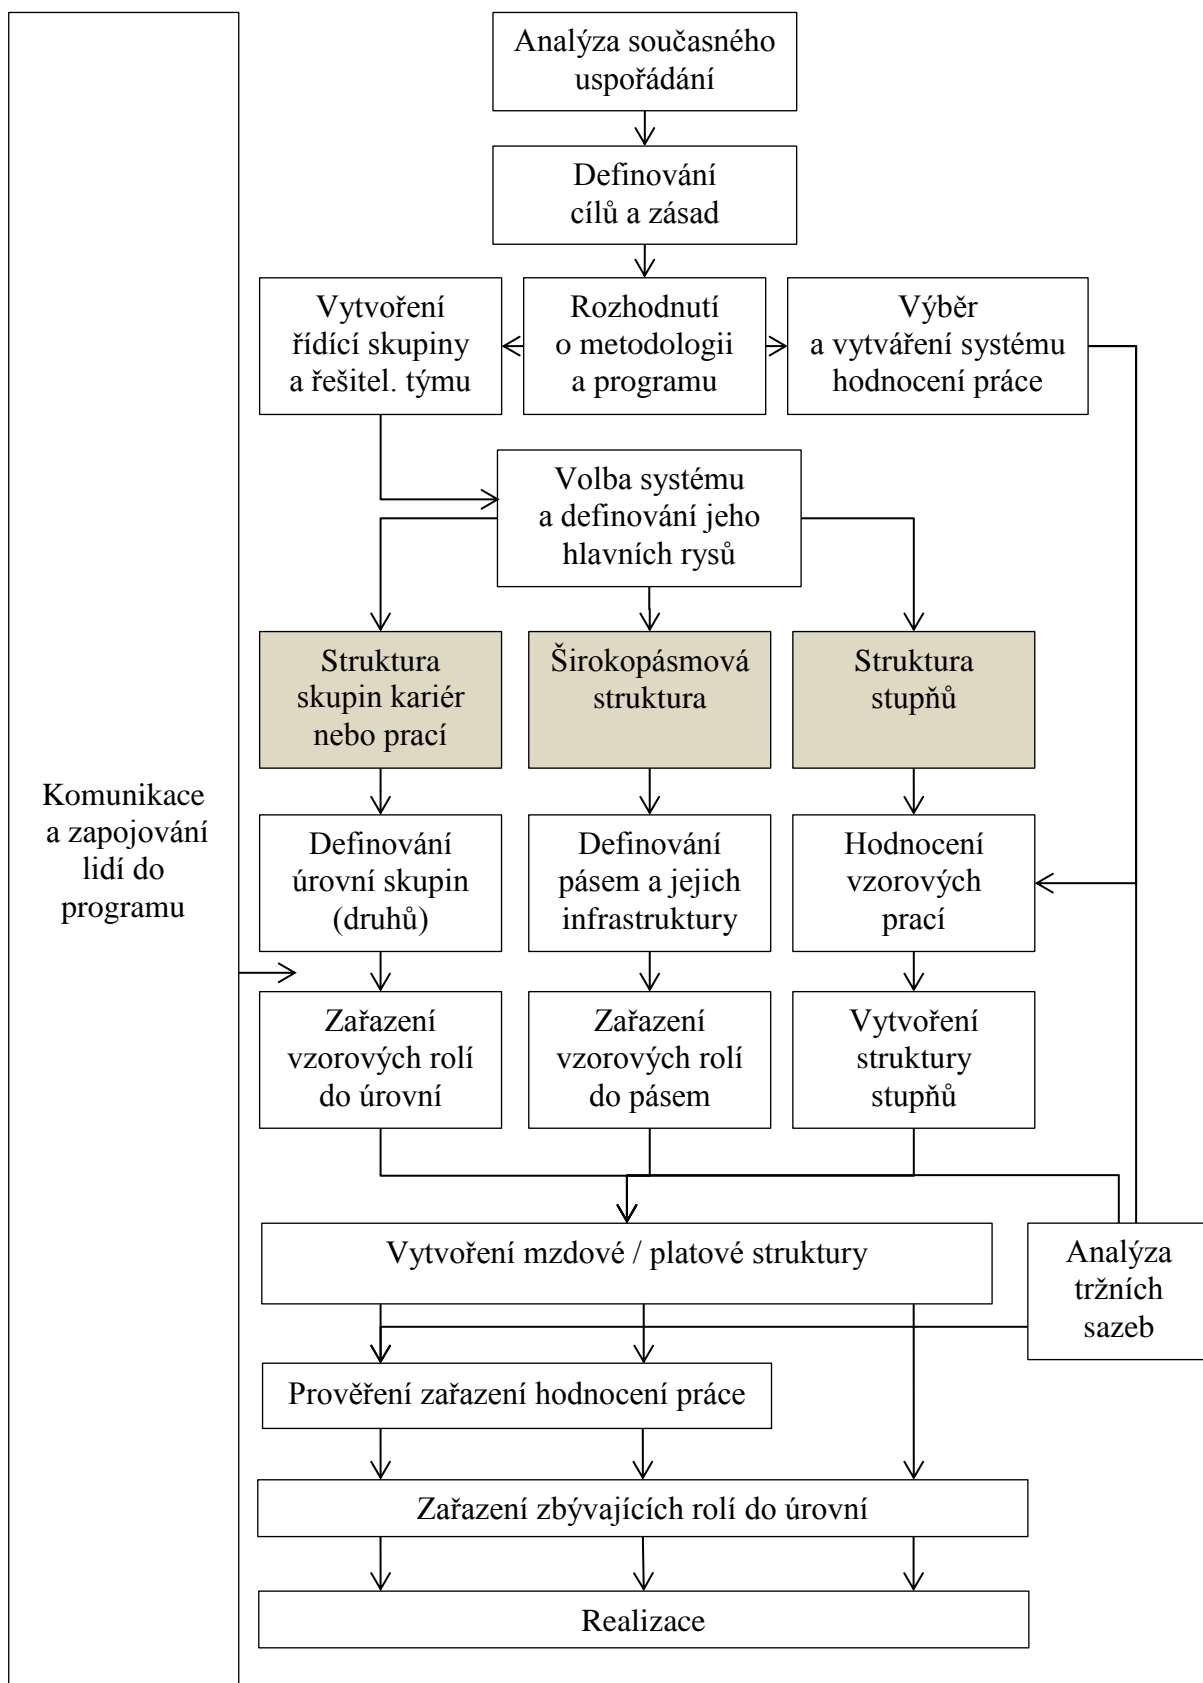 Analýza současného
uspořádání
Definování
cílů a zásad
Vytvoření
řídící skupiny
a řešitel. týmu
Rozhodnutí
o metodologii
a programu
Výběr
a vytváření systému
hodnocení práce
Volba systému
a definování jeho
hlavních rysů
Struktura
skupin kariér
nebo prací
Širokopásmová
struktura
Struktura
stupňů
Komunikace
a zapojování
lidí do
programu
Definování
úrovní skupin
(druhů)
Definování
pásem a jejich
infrastruktury
Hodnocení
vzorových
prací
Zařazení
vzorových rolí
do úrovní
Zařazení
vzorových rolí
do pásem
Vytvoření
struktury
stupňů
Vytvoření mzdové / platové struktury
Analýza
tržních
sazeb
Prověření zařazení hodnocení práce
Zařazení zbývajících rolí do úrovní
Realizace